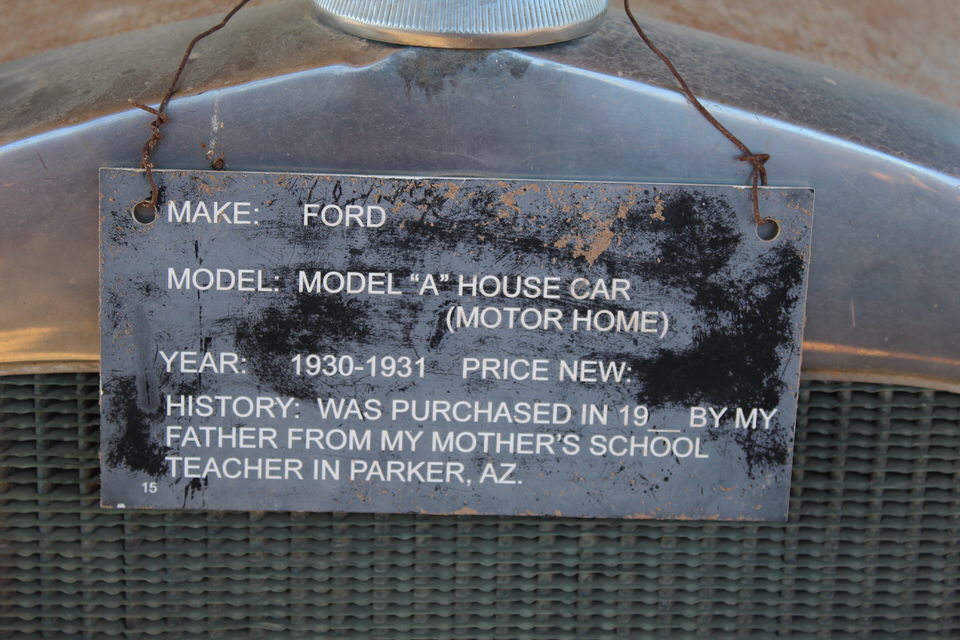 MAKE: FORD
MODEL: MODEL “A” HOUSE CAR
(MOTOR HOME)
YEAR: 1930-1931 PRICE NEW:
HISTORY: WAS PURCHASED IN 19__ BY MY
FATHER FROM MY MOTHER’S SCHOOL
TEACHER IN PARKER, AZ.
15